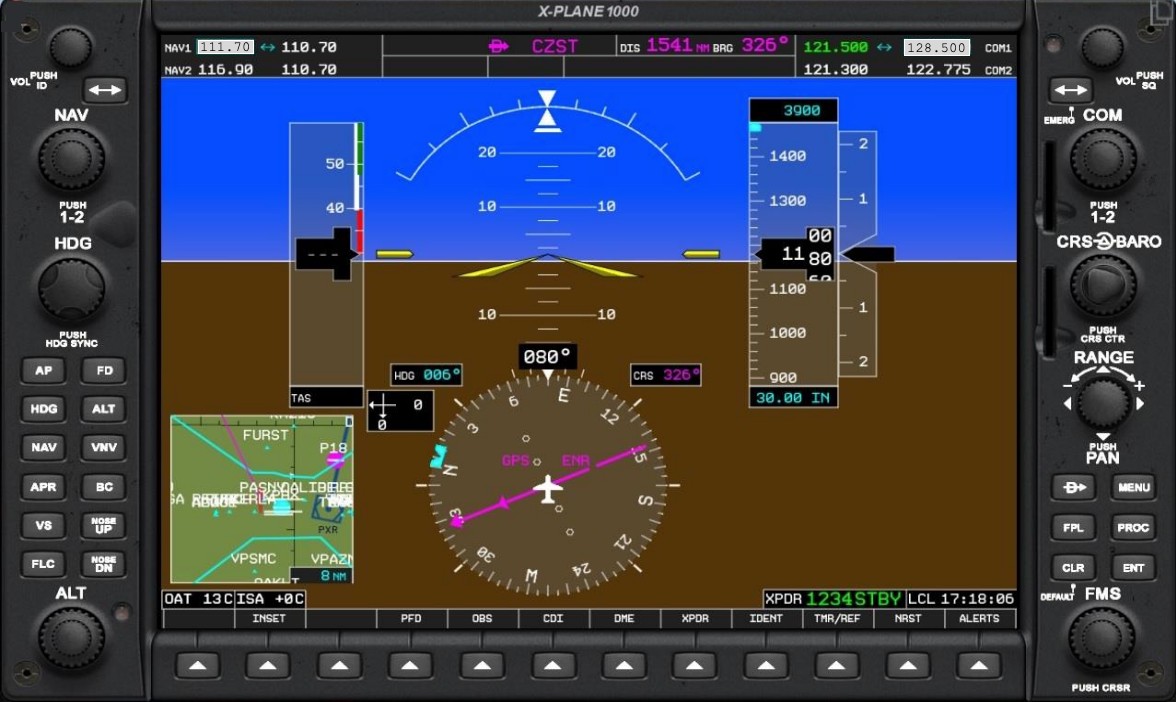 X-PLANE 1000
NAV1 111.70 ↔ 110.70
CZST
DIS 1541 NM BRG 326°
121.500 ↔ 128.500 COM1
NAV2 116.90 110.70
121.300 122.775 COM2
VOL PUSH ID
VOL PUSH SQ
NAV
EMERG COM
PUSH 1-2
PUSH 1-2
HDG
CRS BARO
PUSH HDG SYNC
PUSH CRS CTR
RANGE
- +
PUSH PAN
3900
1400
1300
1100
1000
900
00
11 80
2
1
1
2
30.00 IN
50
40
---
TAS
20 20
10 10
10 10
080°
HDG 006°
CRS 326°
0
0
N 3 6 E 12 15 S 21 24 W 30 33
GPS ENR
FURST
P18
PXR
VPSMC
8 NM
AP FD
HDG ALT
NAV VNV
APR BC
VS NOSE UP
FLC NOSE DN
ALT
D MENU
FPL PROC
CLR ENT
DEFAULT FMS
PUSH CRSR
OAT 13C ISA +0C
XPDR 1234 STBY LCL 17:18:06
INSET PFD OBS CDI DME XPDR IDENT TMR/REF NRST ALERTS